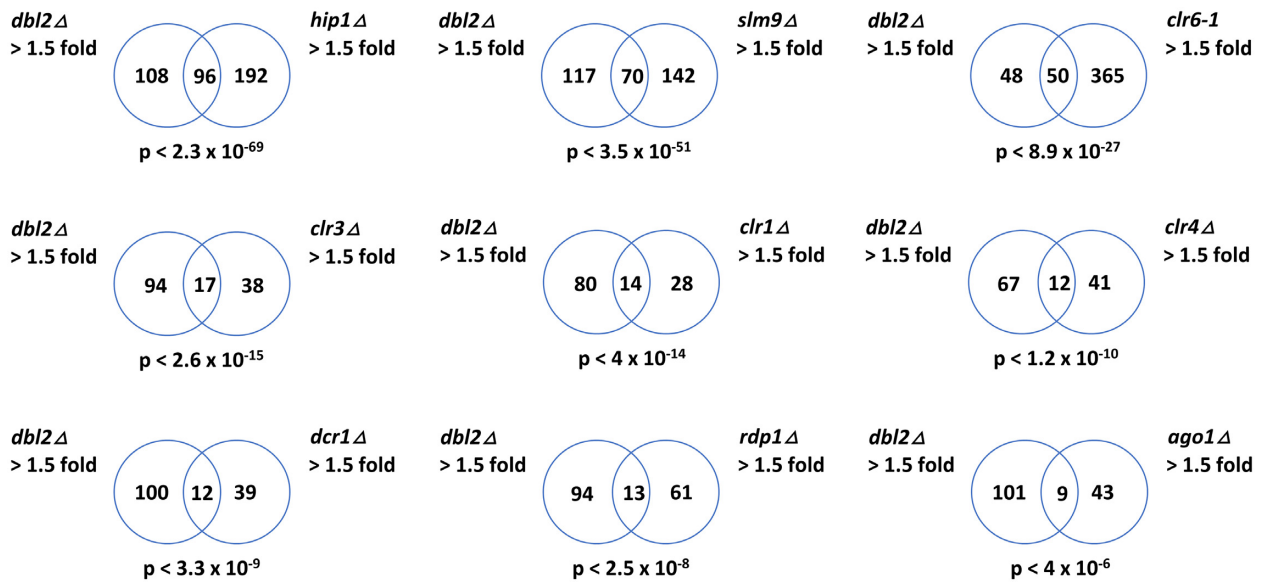 dbl2Δ
> 1.5 fold
hip1Δ
> 1.5 fold
108 96 192
p < 2.3 x 10⁻⁶⁹
dbl2Δ
> 1.5 fold
slm9Δ
> 1.5 fold
117 70 142
p < 3.5 x 10⁻⁵¹
dbl2Δ
> 1.5 fold
clr6-1
> 1.5 fold
48 50 365
p < 8.9 x 10⁻²⁷
dbl2Δ
> 1.5 fold
clr3Δ
> 1.5 fold
94 17 38
p < 2.6 x 10⁻¹⁵
dbl2Δ
> 1.5 fold
clr1Δ
> 1.5 fold
80 14 28
p < 4 x 10⁻¹⁴
dbl2Δ
> 1.5 fold
clr4Δ
> 1.5 fold
67 12 41
p < 1.2 x 10⁻¹⁰
dbl2Δ
> 1.5 fold
dcr1Δ
> 1.5 fold
100 12 39
p < 3.3 x 10⁻⁹
dbl2Δ
> 1.5 fold
rdp1Δ
> 1.5 fold
94 13 61
p < 2.5 x 10⁻⁸
dbl2Δ
> 1.5 fold
ago1Δ
> 1.5 fold
101 9 43
p < 4 x 10⁻⁶